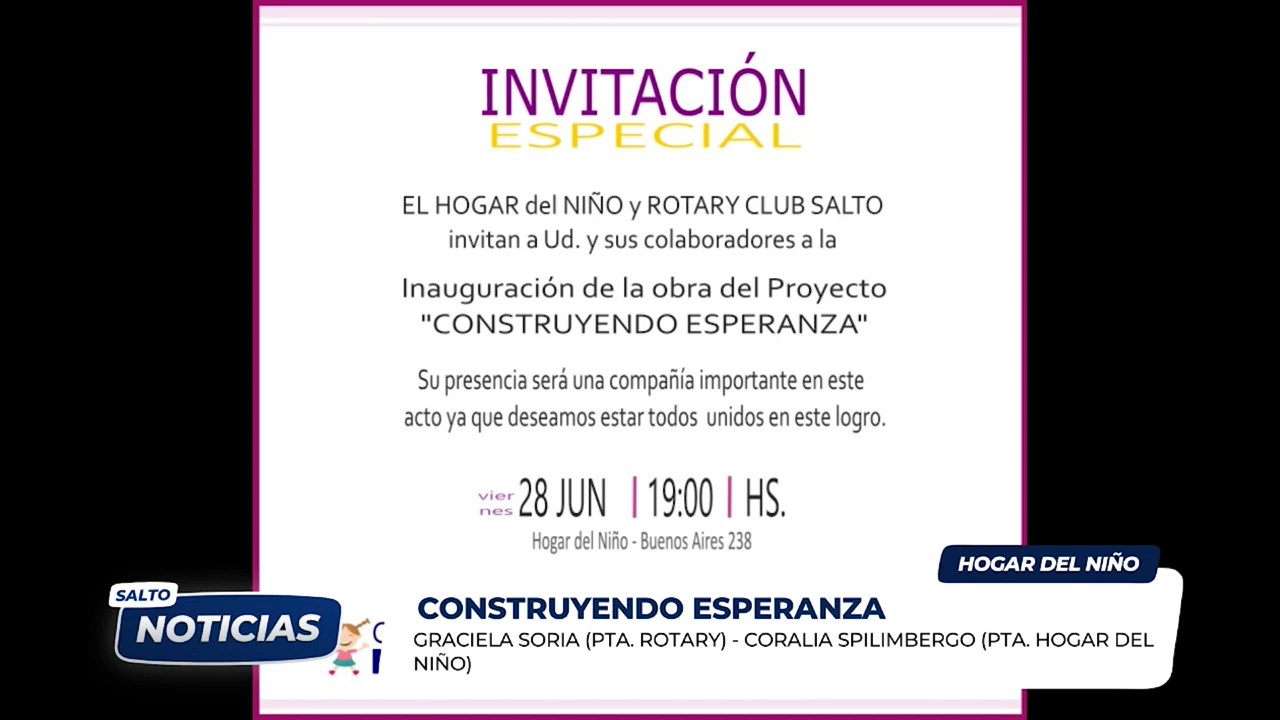 INVITACIÓN
ESPECIAL
EL HOGAR del NIÑO y ROTARY CLUB SALTO
invitan a Ud. y sus colaboradores a la
Inauguración de la obra del Proyecto
"CONSTRUYENDO ESPERANZA"
Su presencia será una compañía importante en este
acto ya que deseamos estar todos unidos en este logro.
viernes 28 JUN | 19:00 | HS.
Hogar del Niño - Buenos Aires 238
HOGAR DEL NIÑO
SALTO
NOTICIAS
CONSTRUYENDO ESPERANZA
GRACIELA SORIA (PTA. ROTARY) - CORALIA SPILIMBERGO (PTA. HOGAR DEL
NIÑO)